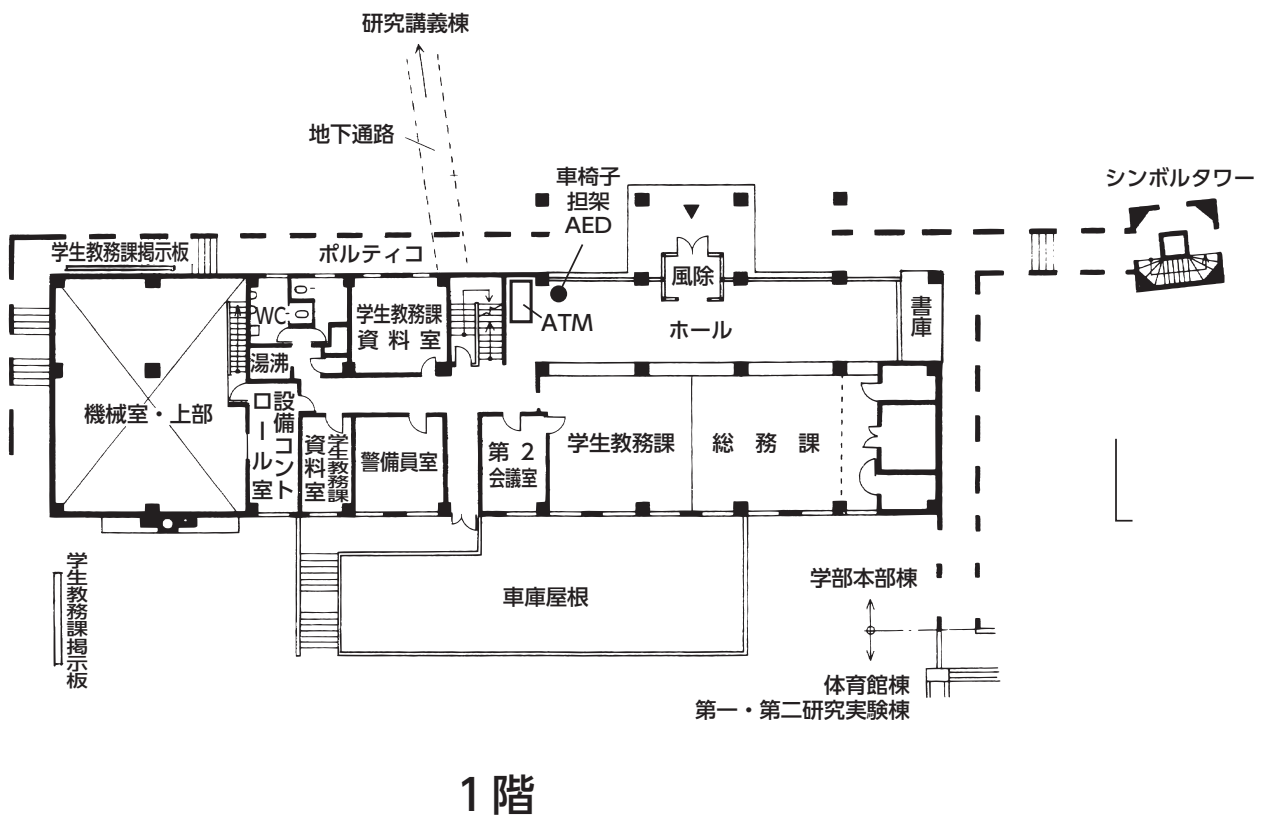 研究講義棟
地下通路
車椅子
担架
AED
シンボルタワー
学生教務課掲示板
ポルティコ
風除
WC
学生教務課
資料室
ATM
ホール
書庫
湯沸
機械室・上部
設備コント
ロール室
学生教務課
資料室
警備員室
第2
会議室
学生教務課
総務課
学生教務課掲示板
車庫屋根
学部本部棟
体育館棟
第一・第二研究実験棟
1階